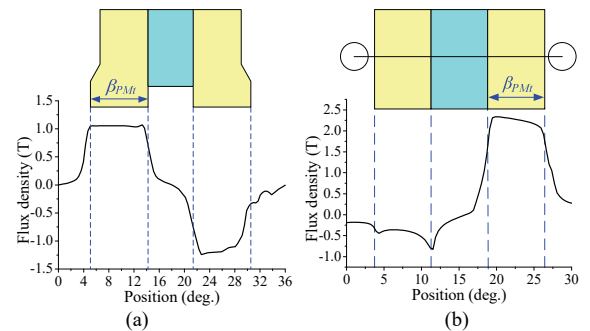 β_PMt
Flux density (T)
1.5
1.0
0.5
0.0
-0.5
-1.0
-1.5
0 4 8 12 16 20 24 28 32 36
Position (deg.)
(a)
β_PMt
Flux density (T)
2.5
2.0
1.5
1.0
0.5
0.0
-0.5
-1.0
0 5 10 15 20 25 30
Position (deg.)
(b)